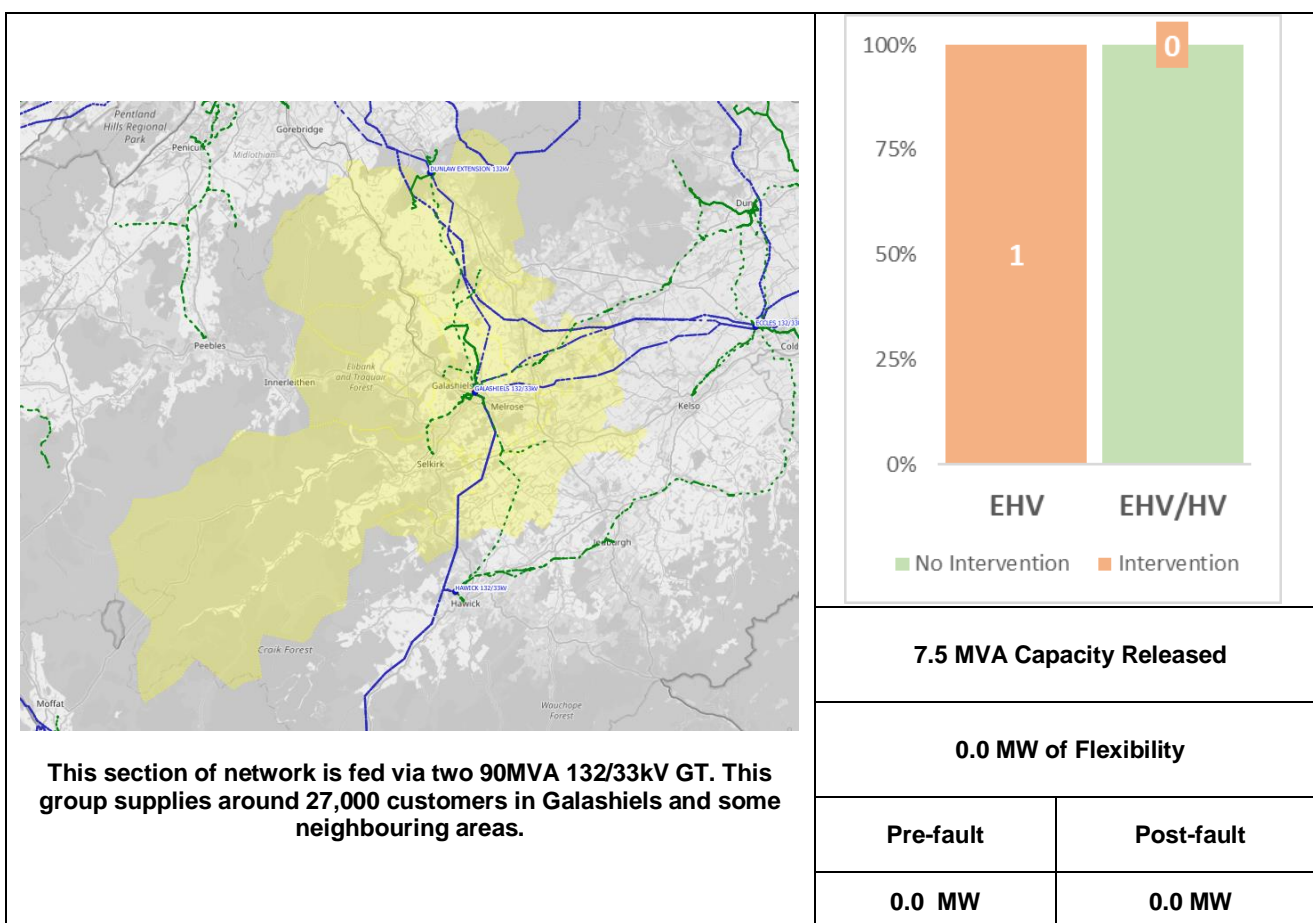 Pentland
Hills Regional
Park
Penicuik
Gorebridge
Midlothian
DUNLAW EXTENSION 132kV
Peebles
Innerleithen
Elibank
and Traquair
Forest
Galashiels
GALASHIELS 132/33kV
Melrose
Selkirk
ECCLES 132/33
Cold
Kelso
Jedburgh
HAWICK 132/33kV
Hawick
Craik Forest
Moffat
Wauchope
Forest
This section of network is fed via two 90MVA 132/33kV GT. This
group supplies around 27,000 customers in Galashiels and some
neighbouring areas.
100%
75%
50%
25%
0%
1
0
EHV
EHV/HV
No Intervention
Intervention
7.5 MVA Capacity Released
0.0 MW of Flexibility
Pre-fault
Post-fault
0.0 MW
0.0 MW